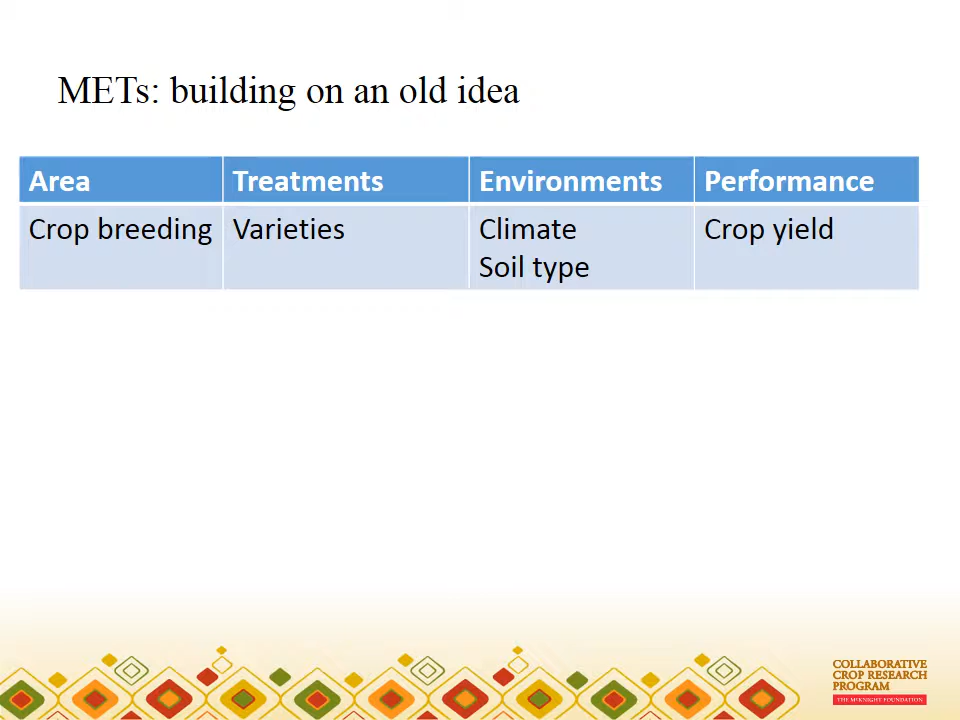 METs: building on an old idea
Area Treatments Environments Performance
Crop breeding Varieties Climate Crop yield
Soil type
COLLABORATIVE
CROP RESEARCH
PROGRAM
THE MCKNIGHT FOUNDATION